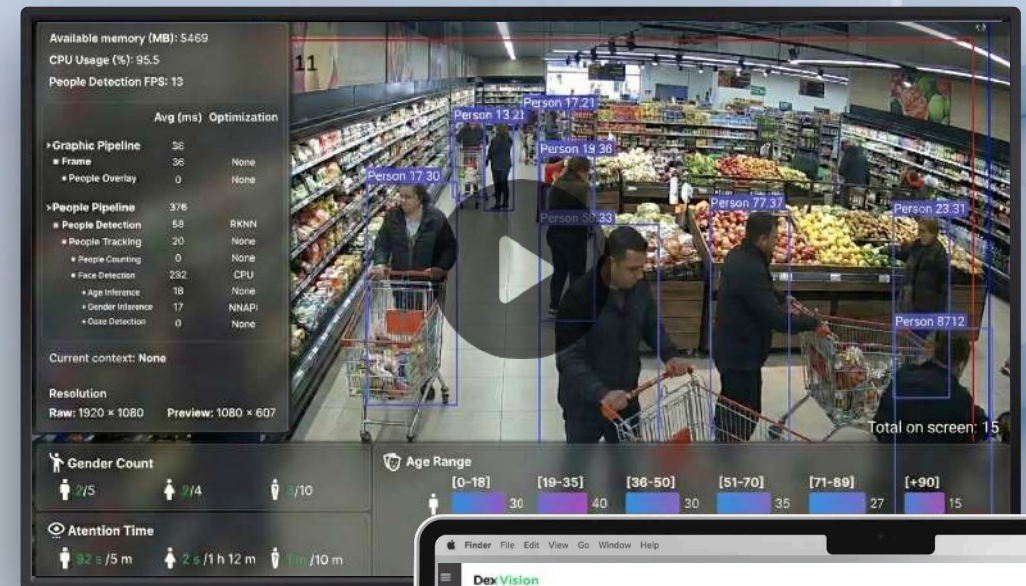 Available memory (MB): 5469
CPU Usage (%): 95.5
People Detection FPS: 13
Avg (ms) Optimization
Graphic Pipeline 36
Frame 36 None
People Overlay 0 None
People Pipeline 376
People Detection 58 RKNN
People Tracking 20 None
People Counting 0 None
Face Detection 232 CPU
Age Inference 18 None
Gender Inference 17 NNAPI
Gaze Detection 0 None
Current context: None
Resolution
Raw: 1920 × 1080 Preview: 1080 × 607
11
Person 17.21
Person 13.21
Person 19.36
Person 17.30
Person 77.37
Person 23.31
Person 8712
Total on screen: 15
Gender Count
2/5 2/4 /10
Atention Time
92 s /5 m 2 s /1 h 12 m /10 m
Age Range
[0-18] [19-35] [36-50] [51-70] [71-89] [+90]
30 40 30 35 27 15
Finder File Edit View Go Window Help
DexVision